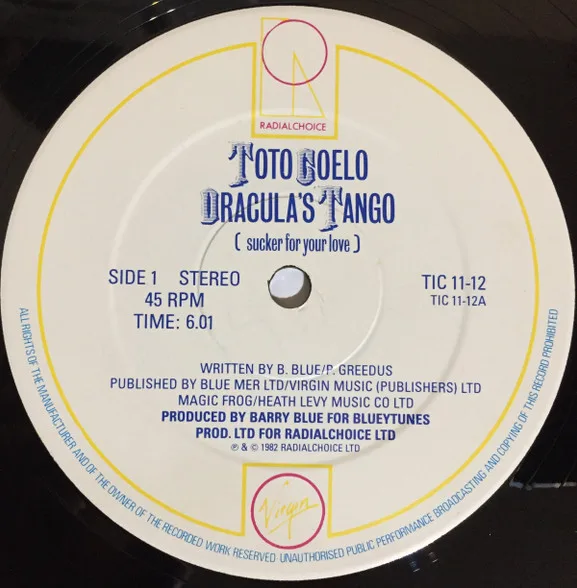 RADIALCHOICE
TOTO COELO
DRACULA'S TANGO
( sucker for your love )
SIDE 1 STEREO
45 RPM
TIME: 6.01
TIC 11-12
TIC 11-12A
WRITTEN BY B. BLUE/P. GREEDUS
PUBLISHED BY BLUE MER LTD/VIRGIN MUSIC (PUBLISHERS) LTD
MAGIC FROG/HEATH LEVY MUSIC CO LTD
PRODUCED BY BARRY BLUE FOR BLUEYTUNES
PROD. LTD FOR RADIALCHOICE LTD
℗ & © 1982 RADIALCHOICE LTD
Virgin
ALL RIGHTS OF THE MANUFACTURER AND OF THE OWNER OF THE RECORDED WORK RESERVED UNAUTHORISED PUBLIC PERFORMANCE BROADCASTING AND COPYING OF THIS RECORD PROHIBITED